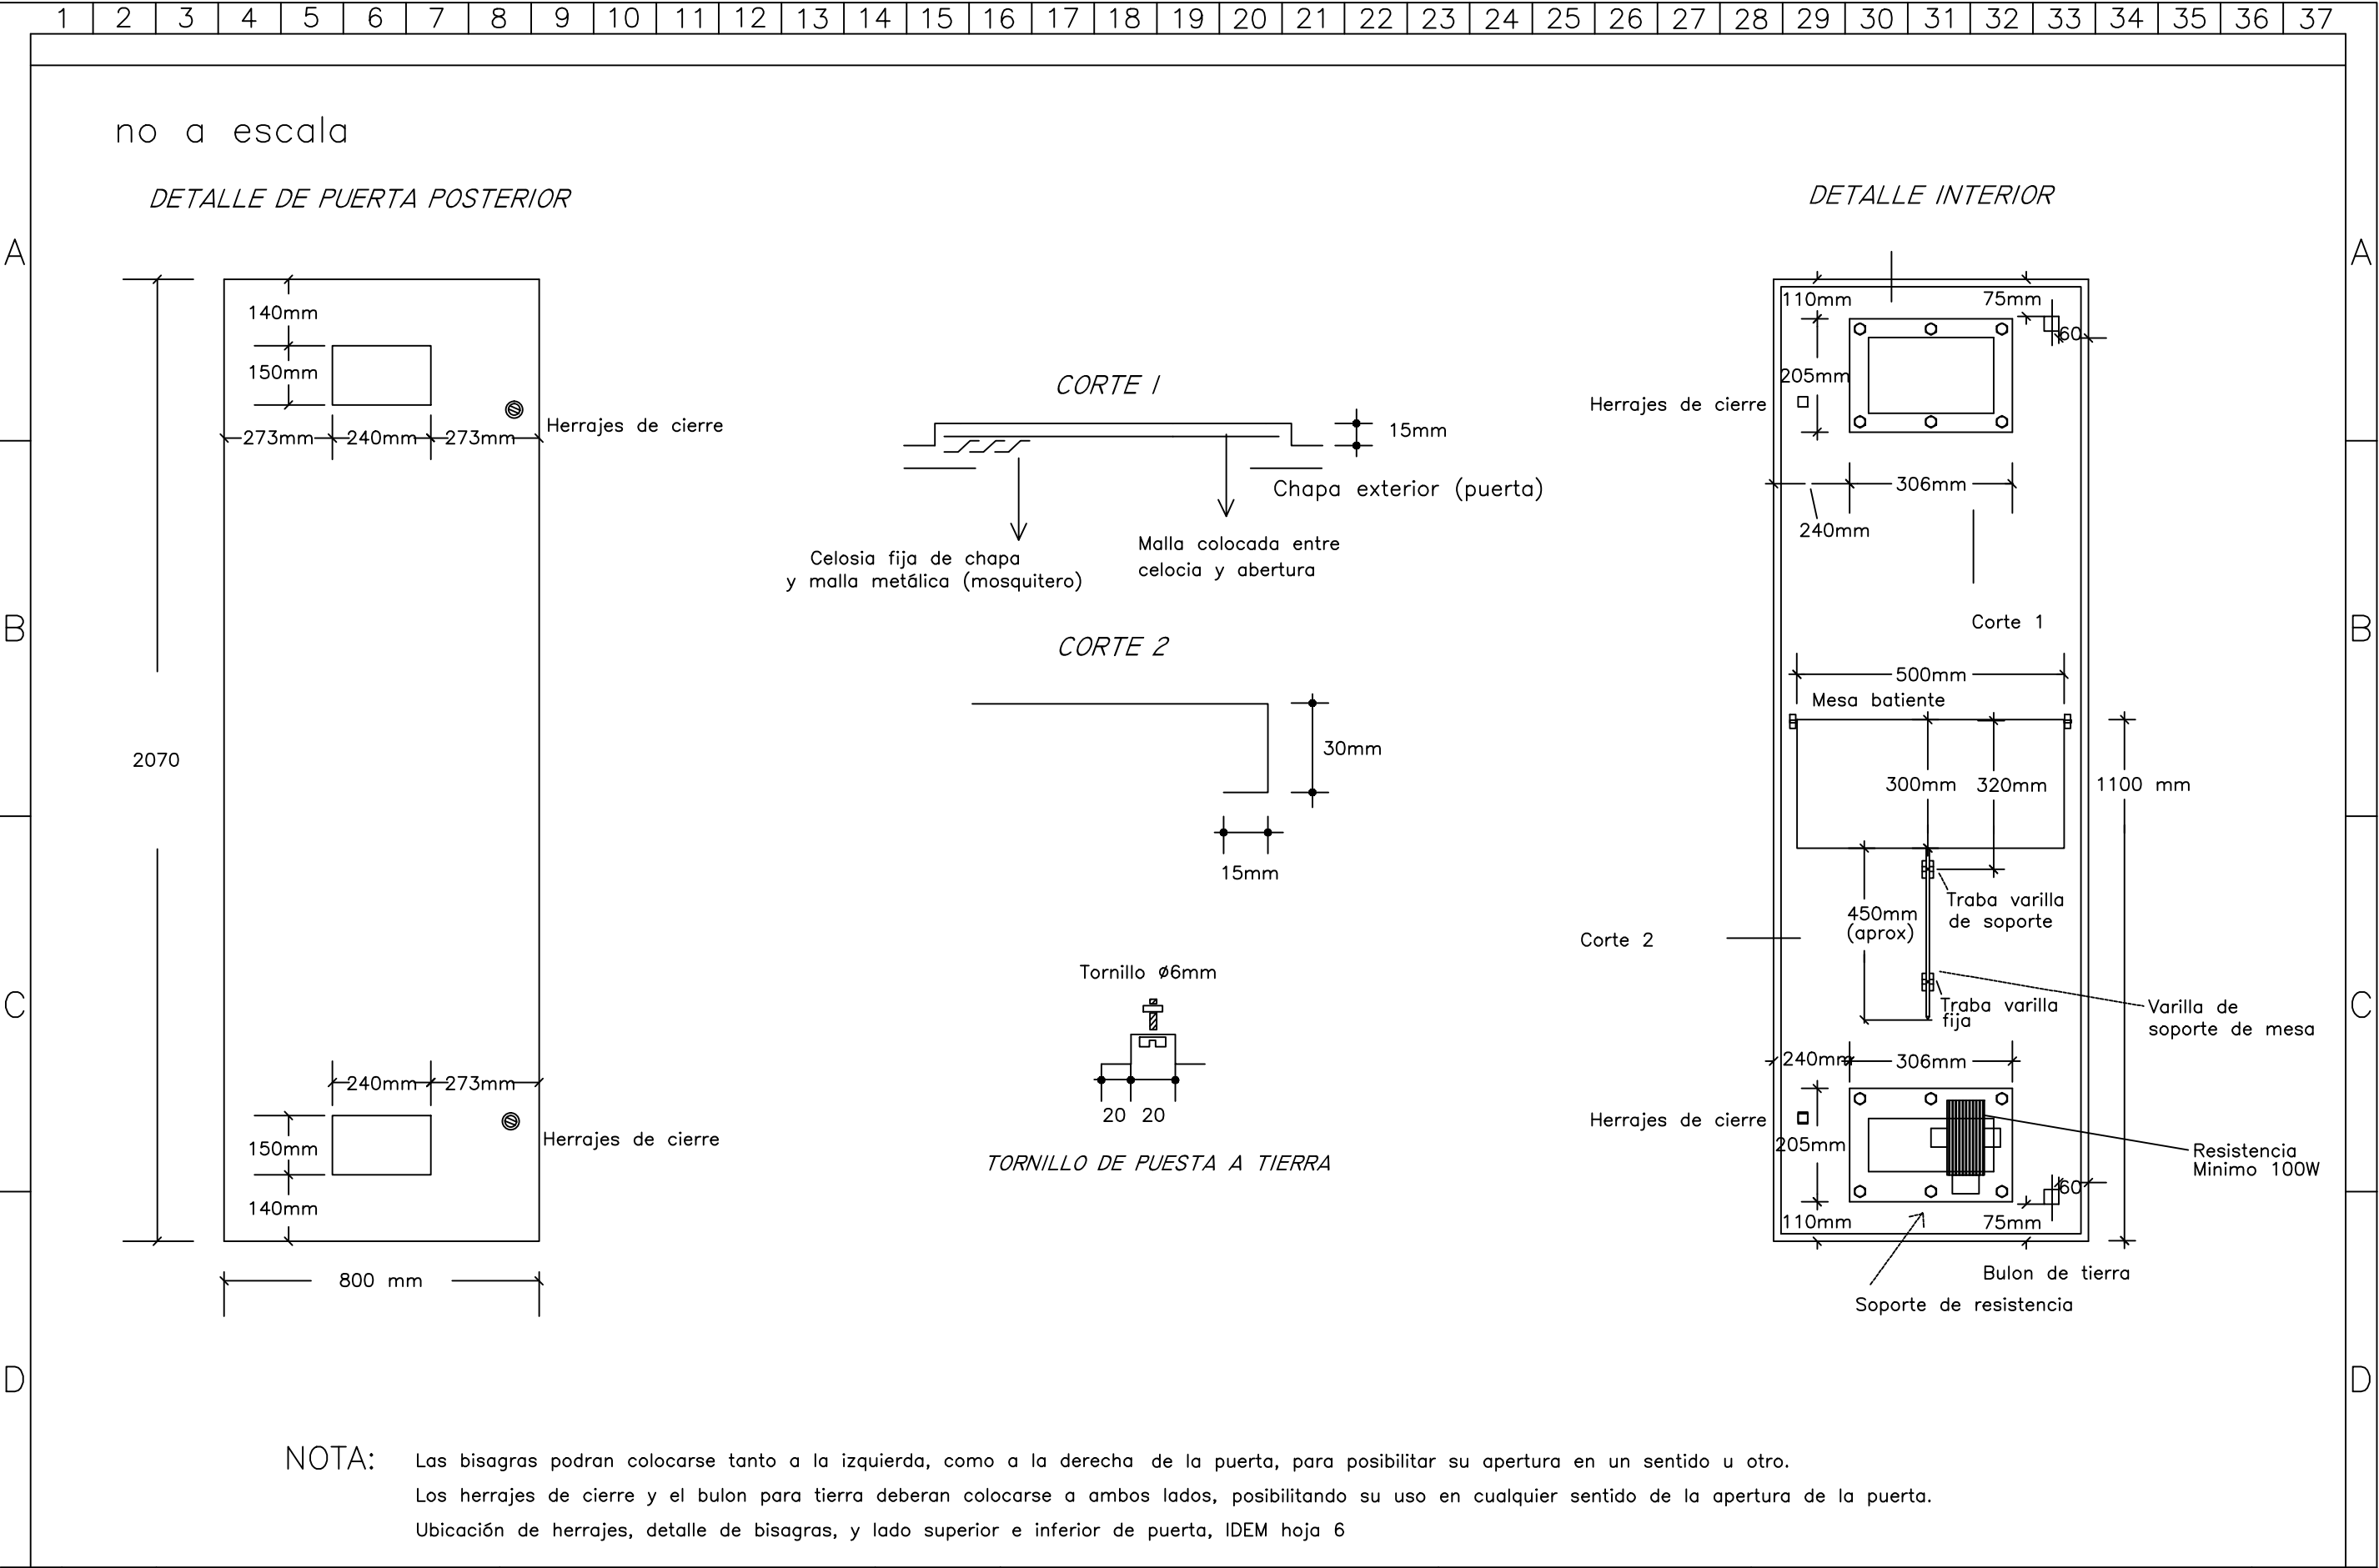 1 2 3 4 5 6 7 8 9 10 11 12 13 14 15 16 17 18 19 20 21 22 23 24 25 26 27 28 29 30 31 32 33 34 35 36 37
no a escala
DETALLE DE PUERTA POSTERIOR
A
140mm
150mm
273mm
240mm
273mm
Herrajes de cierre
B
2070
C
240mm
273mm
150mm
Herrajes de cierre
140mm
800 mm
D
CORTE 1
15mm
Chapa exterior (puerta)
Celosia fija de chapa
y malla metálica (mosquitero)
Malla colocada entre
celocia y abertura
CORTE 2
30mm
15mm
Tornillo ø6mm
20 20
TORNILLO DE PUESTA A TIERRA
DETALLE INTERIOR
A
110mm
75mm
60
205mm
Herrajes de cierre
306mm
240mm
Corte 1
B
500mm
Mesa batiente
300mm
320mm
1100 mm
Traba varilla
de soporte
450mm
(aprox)
Corte 2
Traba varilla
fija
Varilla de
soporte de mesa
C
240mm
306mm
Herrajes de cierre
205mm
Resistencia
Minimo 100W
60
110mm
75mm
Bulon de tierra
Soporte de resistencia
D
NOTA:
Las bisagras podran colocarse tanto a la izquierda, como a la derecha de la puerta, para posibilitar su apertura en un sentido u otro.
Los herrajes de cierre y el bulon para tierra deberan colocarse a ambos lados, posibilitando su uso en cualquier sentido de la apertura de la puerta.
Ubicación de herrajes, detalle de bisagras, y lado superior e inferior de puerta, IDEM hoja 6